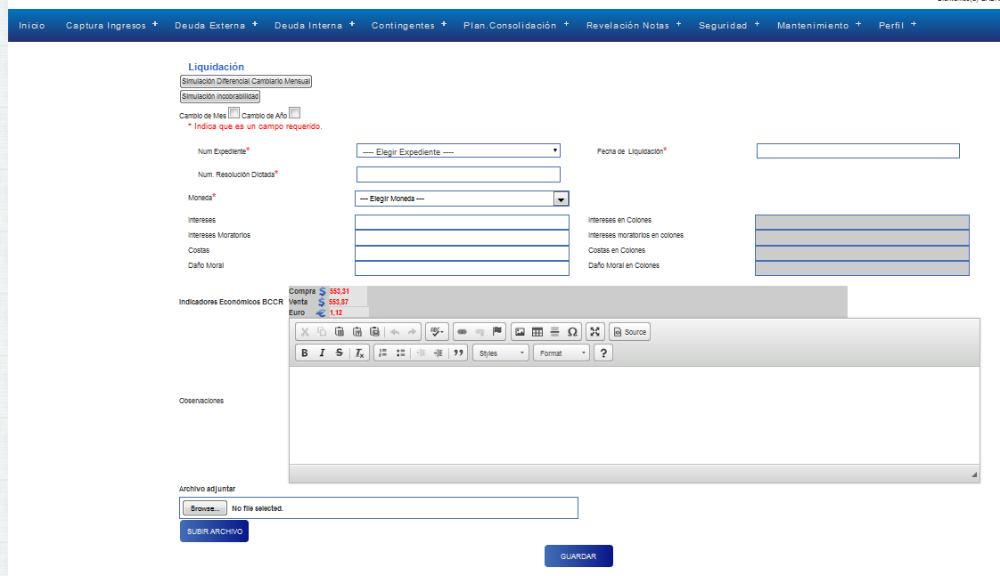 Inicio Captura Ingresos + Deuda Externa + Deuda Interna + Contingentes + Plan.Consolidación + Revelación Notas + Seguridad + Mantenimiento + Perfil +
Liquidación
Simulación Diferencial Cambiario Mensual
Simulación Incobrabilidad
Cambio de Mes Cambio de Año
* Indica que es un campo requerido.
Num Expediente* ---- Elegir Expediente ---- Fecha de Liquidación*
Num. Resolución Dictada*
Moneda* --- Elegir Moneda ---
Intereses Intereses en Colones
Intereses Moratorios Intereses moratorios en colones
Costas Costas en Colones
Daño Moral Daño Moral en Colones
Compra $ 553,31
Indicadores Económicos BCCR Venta $ 553,87
Euro € 1,12
Source
B I S Tx Styles Format ?
Observaciones
Archivo adjuntar
Browse... No file selected.
SUBIR ARCHIVO
GUARDAR